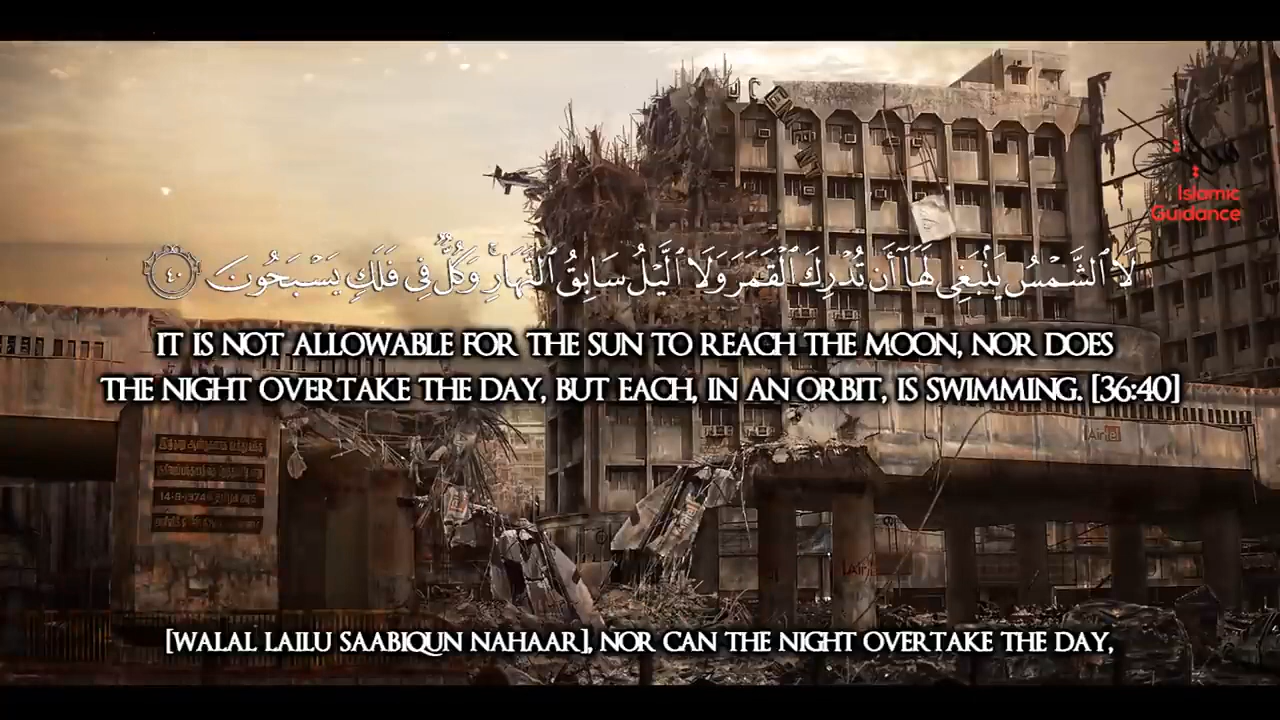 Islamic
Guidance
لَا ٱلشَّمْسُ يَنۢبَغِى لَهَآ أَن تُدْرِكَ ٱلْقَمَرَ وَلَا ٱلَّيْلُ سَابِقُ ٱلنَّهَارِ ۚ وَكُلٌّ فِى فَلَكٍ يَسْبَحُونَ ٤٠
IT IS NOT ALLOWABLE FOR THE SUN TO REACH THE MOON, NOR DOES
THE NIGHT OVERTAKE THE DAY, BUT EACH, IN AN ORBIT, IS SWIMMING. [36:40]
Airtel
14-9-1974
Airtel
[WALAL LAILU SAABIQUN NAHAAR], NOR CAN THE NIGHT OVERTAKE THE DAY,